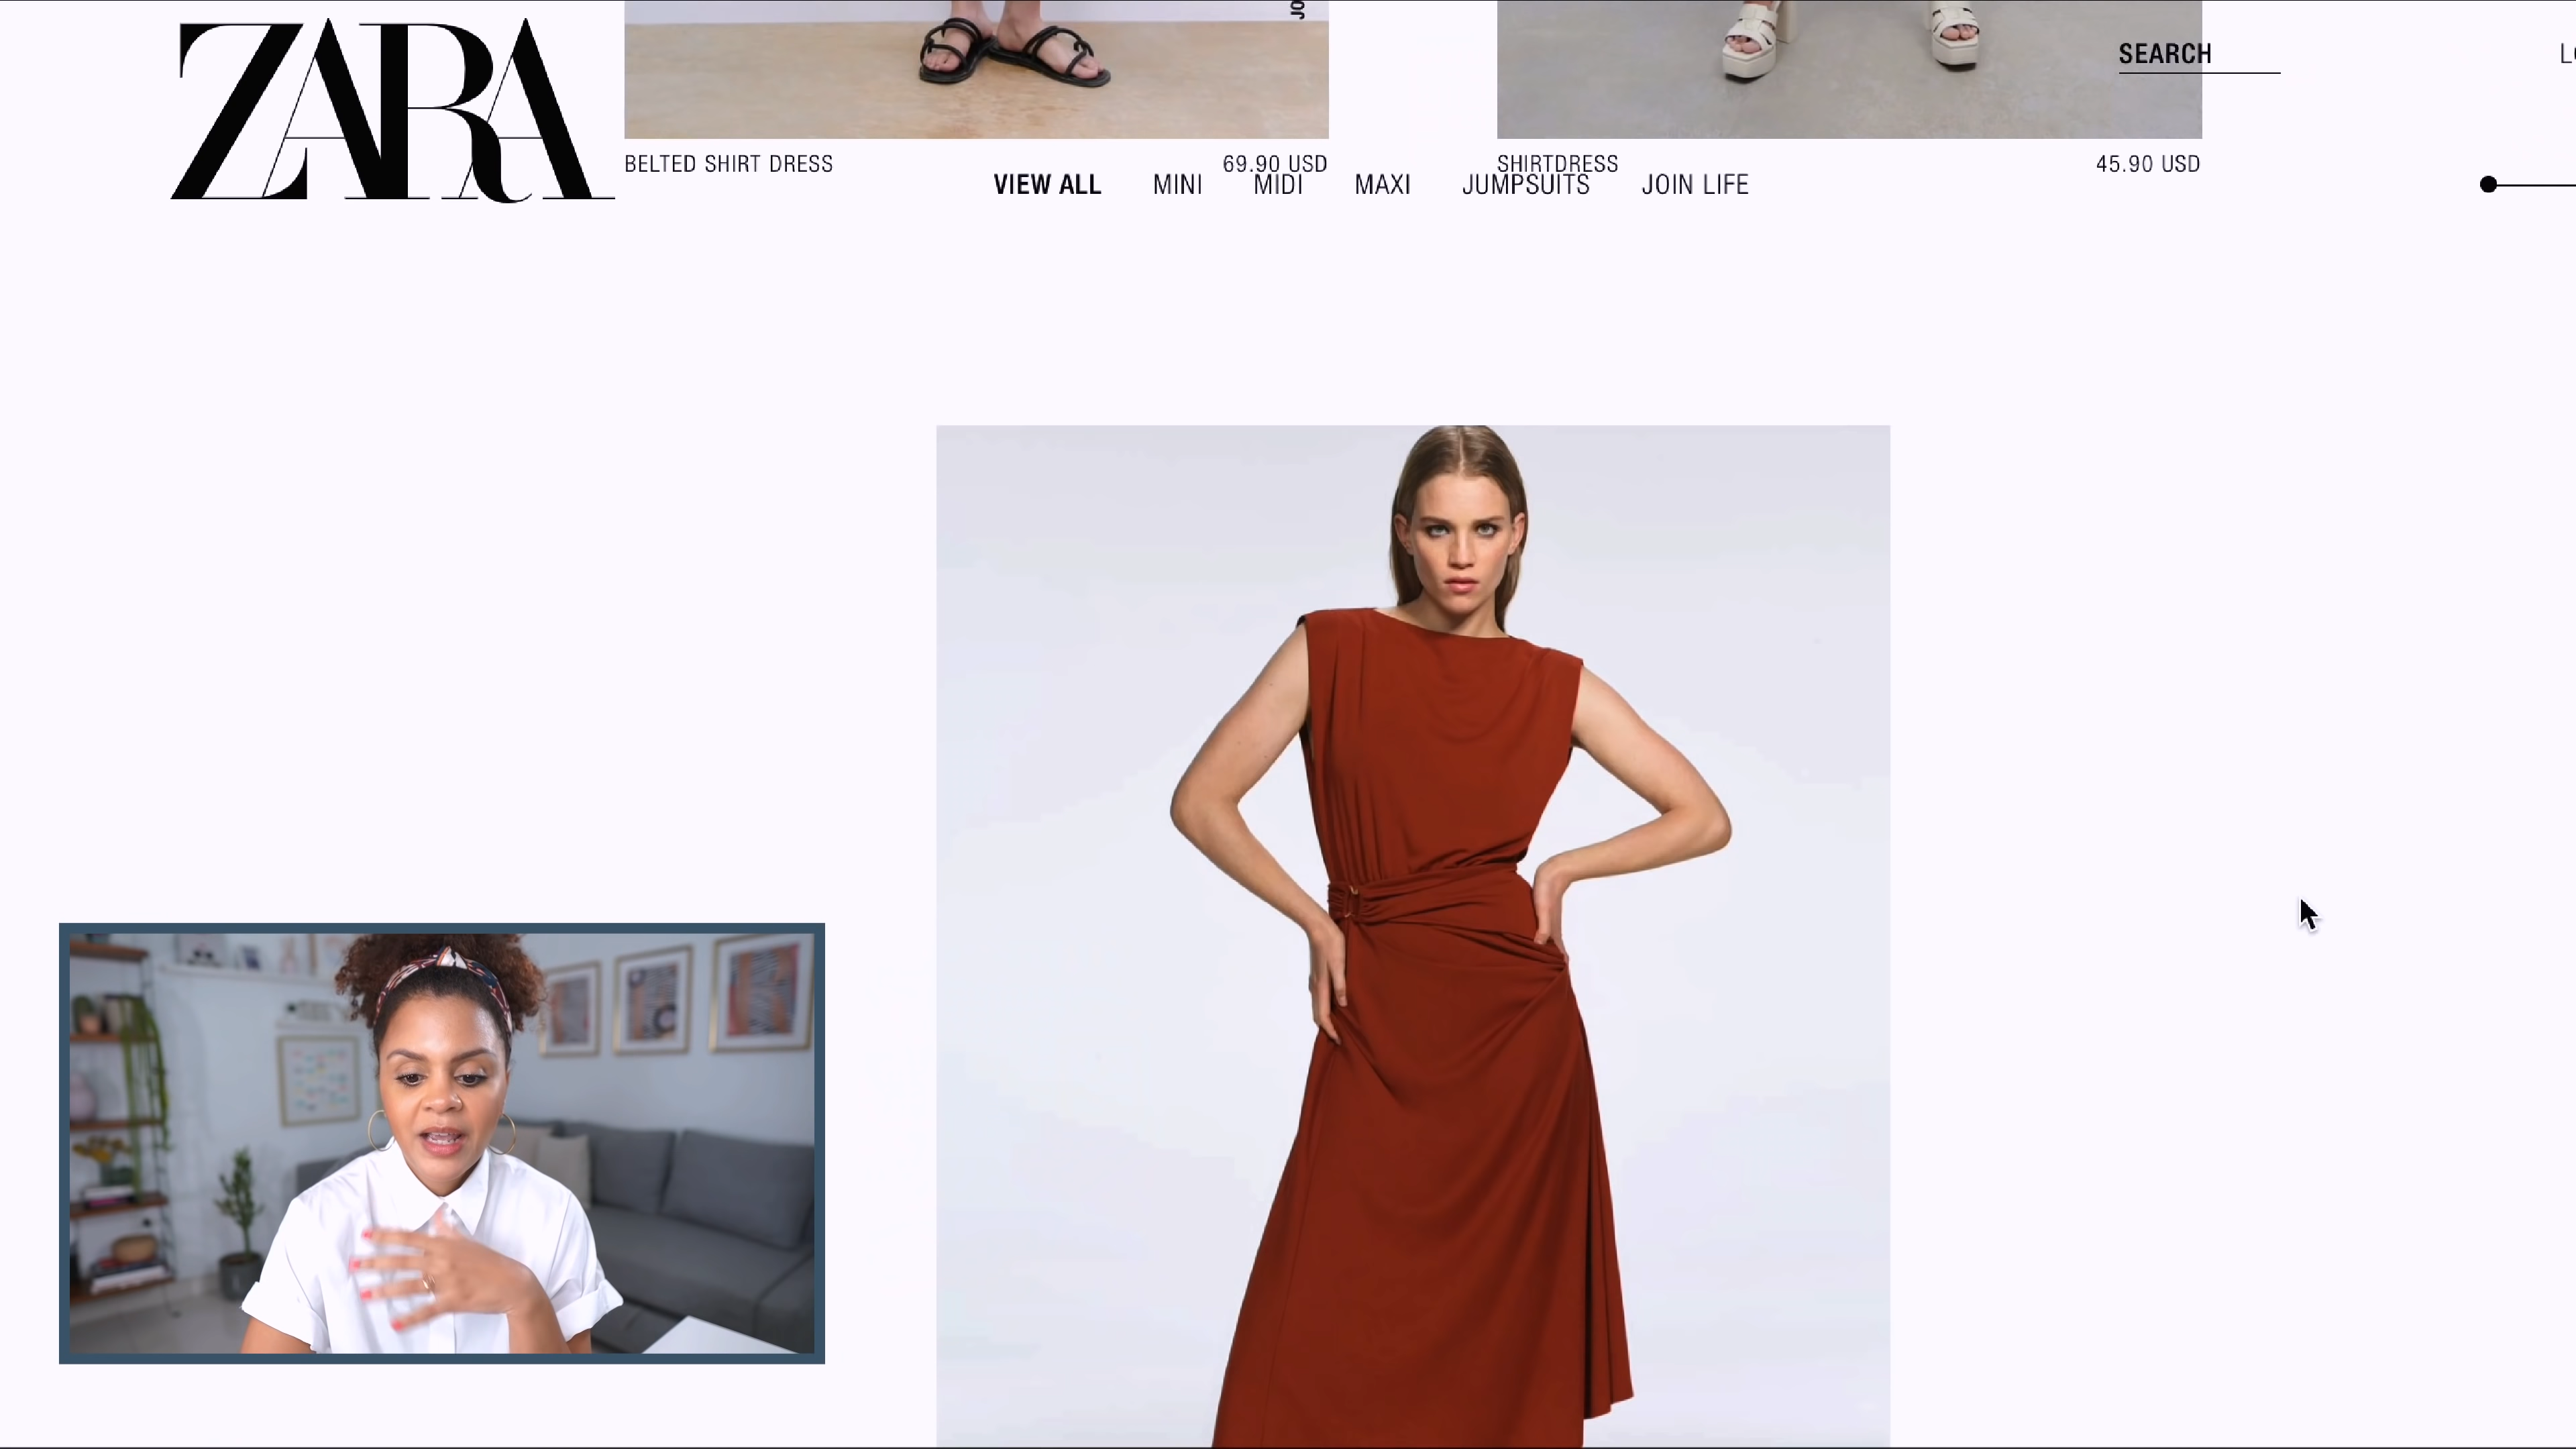 ZARA
SEARCH
BELTED SHIRT DRESS 69.90 USD
SHIRTDRESS 45.90 USD
VIEW ALL MINI MIDI MAXI JUMPSUITS JOIN LIFE